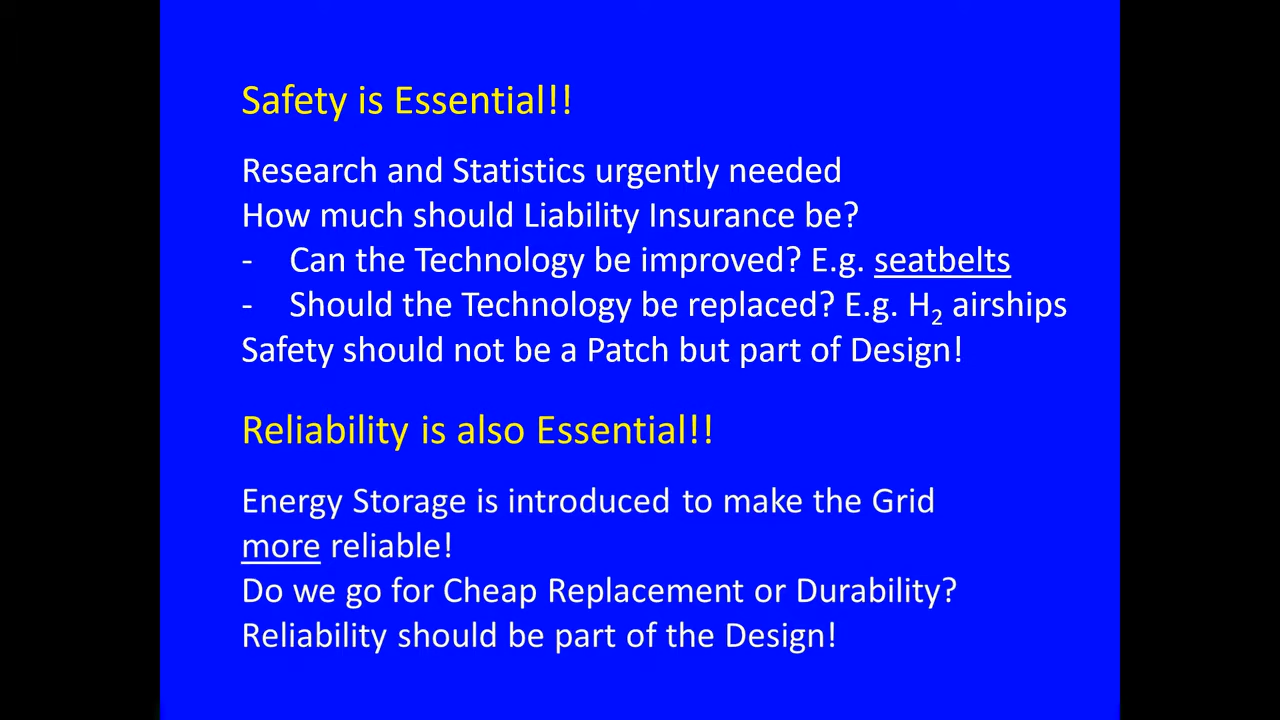 Safety is Essential!!
Research and Statistics urgently needed
How much should Liability Insurance be?
- Can the Technology be improved? E.g. seatbelts
- Should the Technology be replaced? E.g. H2 airships
Safety should not be a Patch but part of Design!
Reliability is also Essential!!
Energy Storage is introduced to make the Grid
more reliable!
Do we go for Cheap Replacement or Durability?
Reliability should be part of the Design!